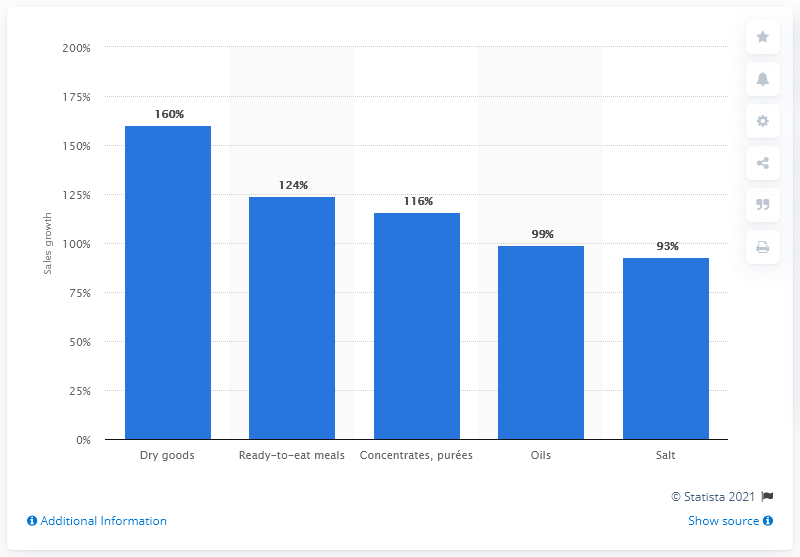 200%
175%
150%
125%
100%
75%
50%
25%
0%
Sales growth
160%
124%
116%
99%
93%
Dry goods
Ready-to-eat meals
Concentrates, purées
Oils
Salt
© Statista 2021
Additional Information
Show source